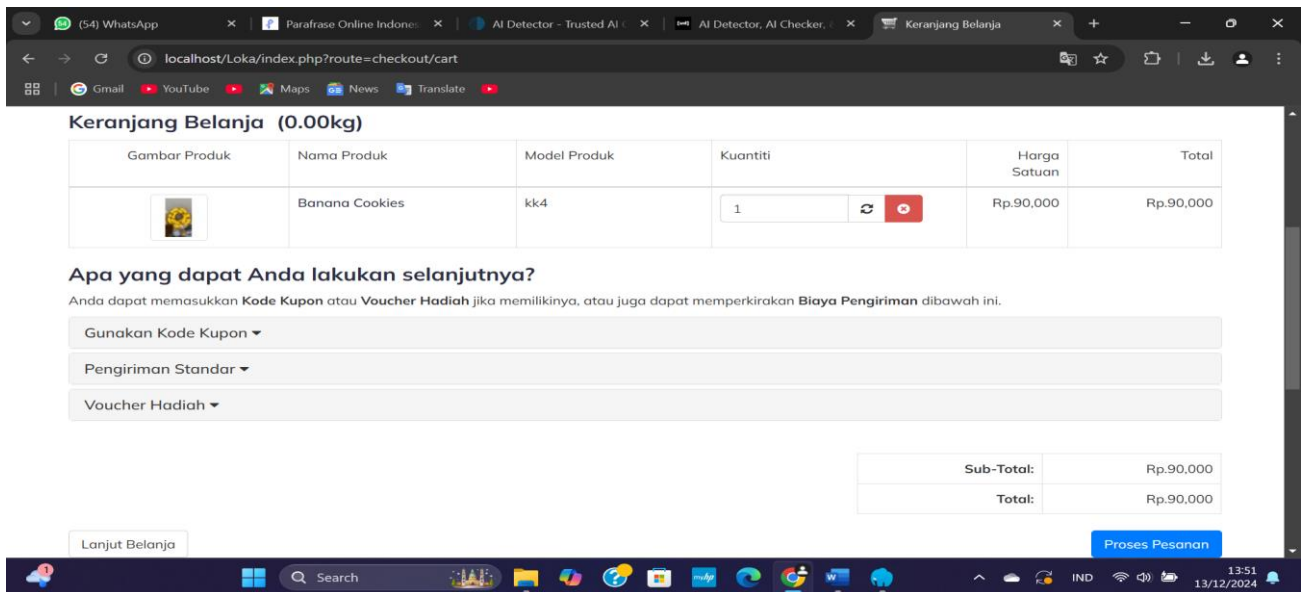 (54) WhatsApp
Parafrase Online Indones
AI Detector - Trusted AI C
AI Detector, AI Checker,
Keranjang Belanja
localhost/Loka/index.php?route=checkout/cart
Gmail YouTube Maps News Translate
Keranjang Belanja (0.00kg)
Gambar Produk Nama Produk Model Produk Kuantiti Harga Total
Satuan
Banana Cookies kk4 1 Rp.90,000 Rp.90,000
Apa yang dapat Anda lakukan selanjutnya?
Anda dapat memasukkan Kode Kupon atau Voucher Hadiah jika memilikinya, atau juga dapat memperkirakan Biaya Pengiriman dibawah ini.
Gunakan Kode Kupon
Pengiriman Standar
Voucher Hadiah
Sub-Total: Rp.90,000
Total: Rp.90,000
Lanjut Belanja Proses Pesanan
1
Search
IND
13:51
13/12/2024